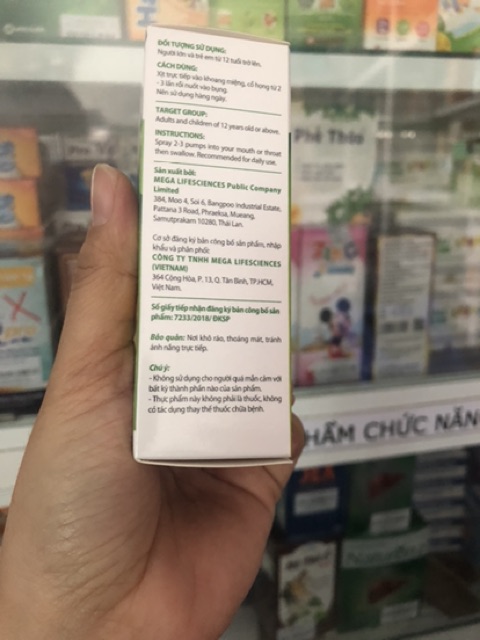 ĐỐI TƯỢNG SỬ DỤNG:
Người lớn và trẻ em từ 12 tuổi trở lên.
CÁCH DÙNG:
Xịt trực tiếp vào khoang miệng, cổ họng từ 2
- 3 lần rồi nuốt vào bụng.
Nên sử dụng hàng ngày.
TARGET GROUP:
Adults and children of 12 years old or above.
INSTRUCTIONS:
Spray 2-3 pumps into your mouth or throat
then swallow. Recommended for daily use.
Sản xuất bởi:
MEGA LIFESCIENCES Public Company
Limited
384, Moo 4, Soi 6, Bangpoo Industrial Estate,
Pattana 3 Road, Phraeksa, Mueang,
Samutprakarn 10280, Thái Lan.
Cơ sở đăng ký bản công bố sản phẩm, nhập
khẩu và phân phối:
CÔNG TY TNHH MEGA LIFESCIENCES
(VIETNAM)
364 Cộng Hòa, P. 13, Q. Tân Bình, TP.HCM,
Việt Nam.
Số giấy tiếp nhận đăng ký bản công bố sản
phẩm: 7233/2018/ ĐKSP
Bảo quản: Nơi khô ráo, thoáng mát, tránh
ánh nắng trực tiếp.
Chú ý:
- Không sử dụng cho người quá mẫn cảm với
bất kỳ thành phần nào của sản phẩm.
- Thực phẩm này không phải là thuốc, không
có tác dụng thay thế thuốc chữa bệnh.
HẨM CHỨC NĂN